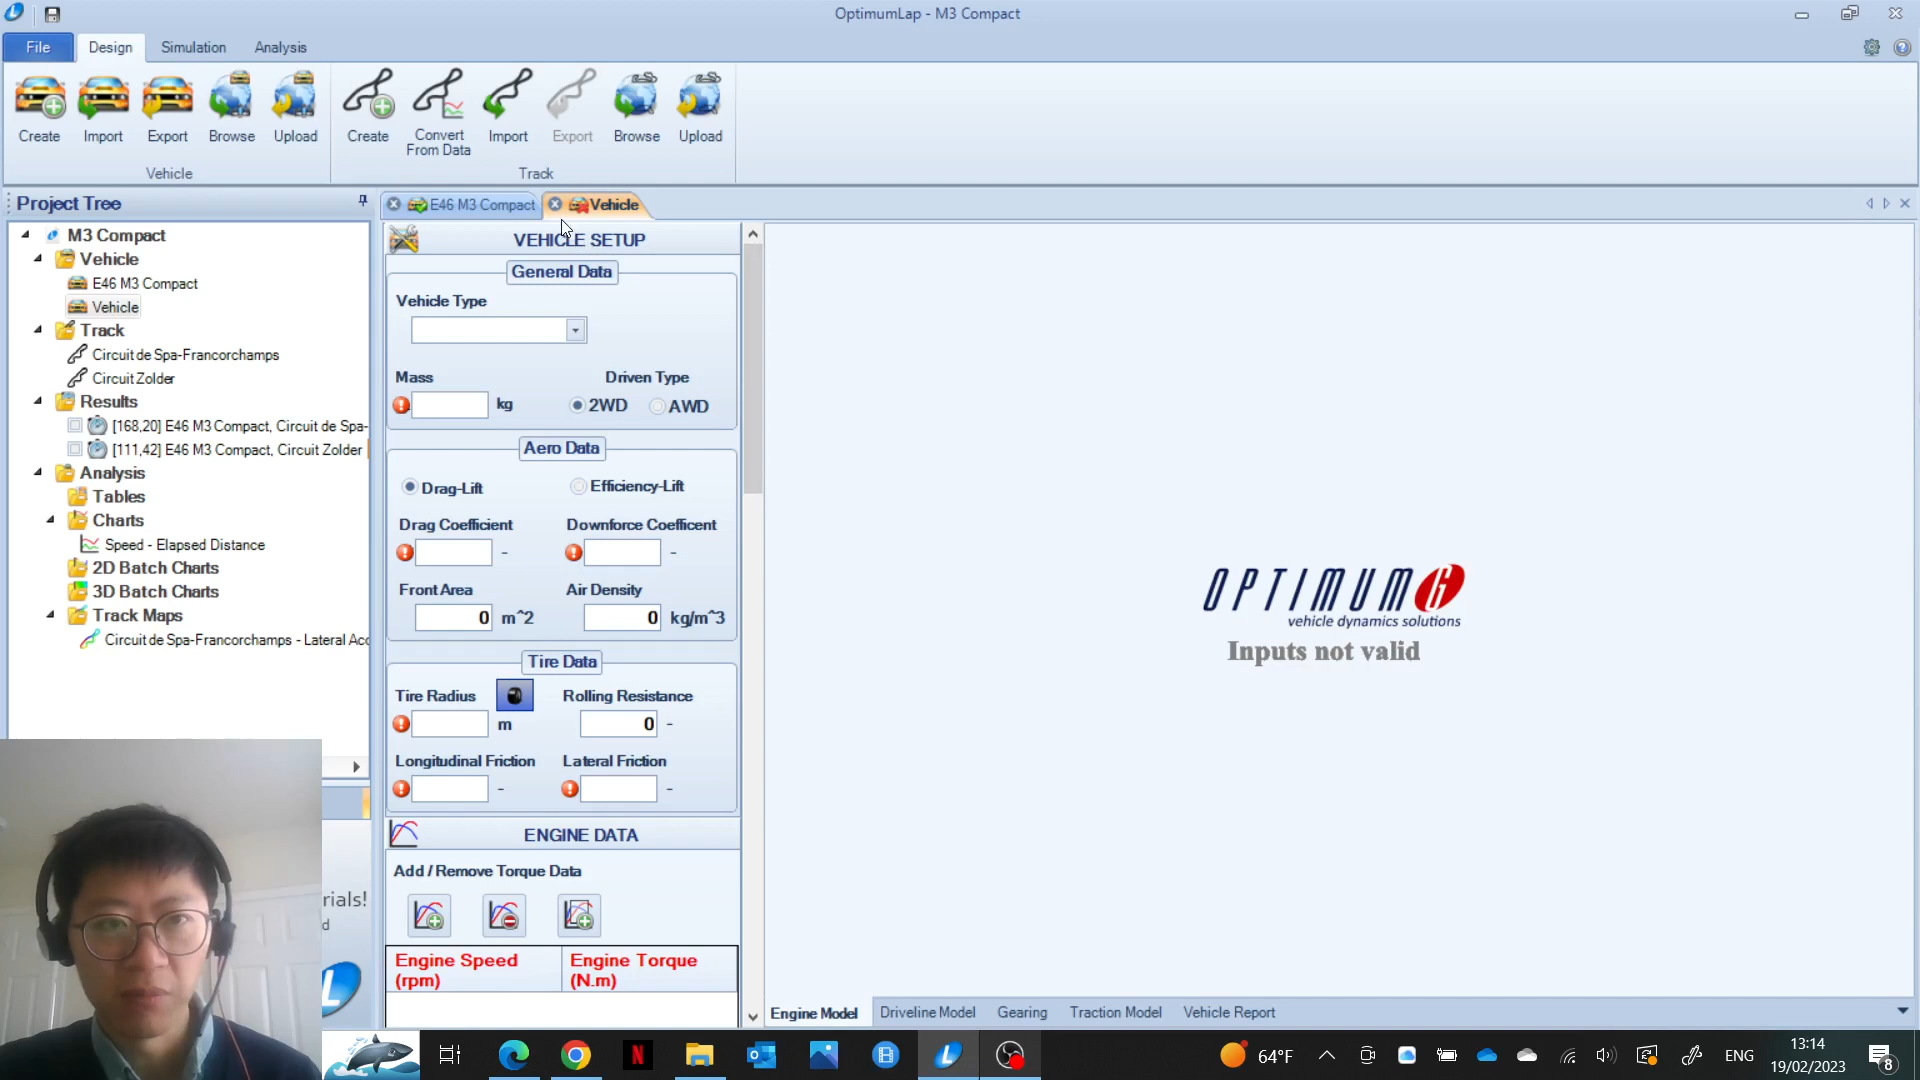 OptimumLap - M3 Compact
File
Design
Simulation
Analysis
Create
Import
Export
Browse
Upload
Create
Convert
From Data
Import
Export
Browse
Upload
Vehicle
Track
Project Tree
M3 Compact
Vehicle
E46 M3 Compact
Vehicle
Track
Circuit de Spa-Francorchamps
Circuit Zolder
Results
[168,20] E46 M3 Compact, Circuit de Spa-
[111,42] E46 M3 Compact, Circuit Zolder
Analysis
Tables
Charts
Speed - Elapsed Distance
2D Batch Charts
3D Batch Charts
Track Maps
Circuit de Spa-Francorchamps - Lateral Acc
rials!
d
E46 M3 Compact
Vehicle
VEHICLE SETUP
General Data
Vehicle Type
Mass
Driven Type
kg
2WD
AWD
Aero Data
Drag-Lift
Efficiency-Lift
Drag Coefficient
Downforce Coefficent
-
-
Front Area
Air Density
0 m^2
0 kg/m^3
Tire Data
Tire Radius
Rolling Resistance
m
0 -
Longitudinal Friction
Lateral Friction
-
-
ENGINE DATA
Add / Remove Torque Data
Engine Speed
(rpm)
Engine Torque
(N.m)
OPTIMUM G
vehicle dynamics solutions
Inputs not valid
Engine Model
Driveline Model
Gearing
Traction Model
Vehicle Report
64°F
ENG
13:14
19/02/2023
8